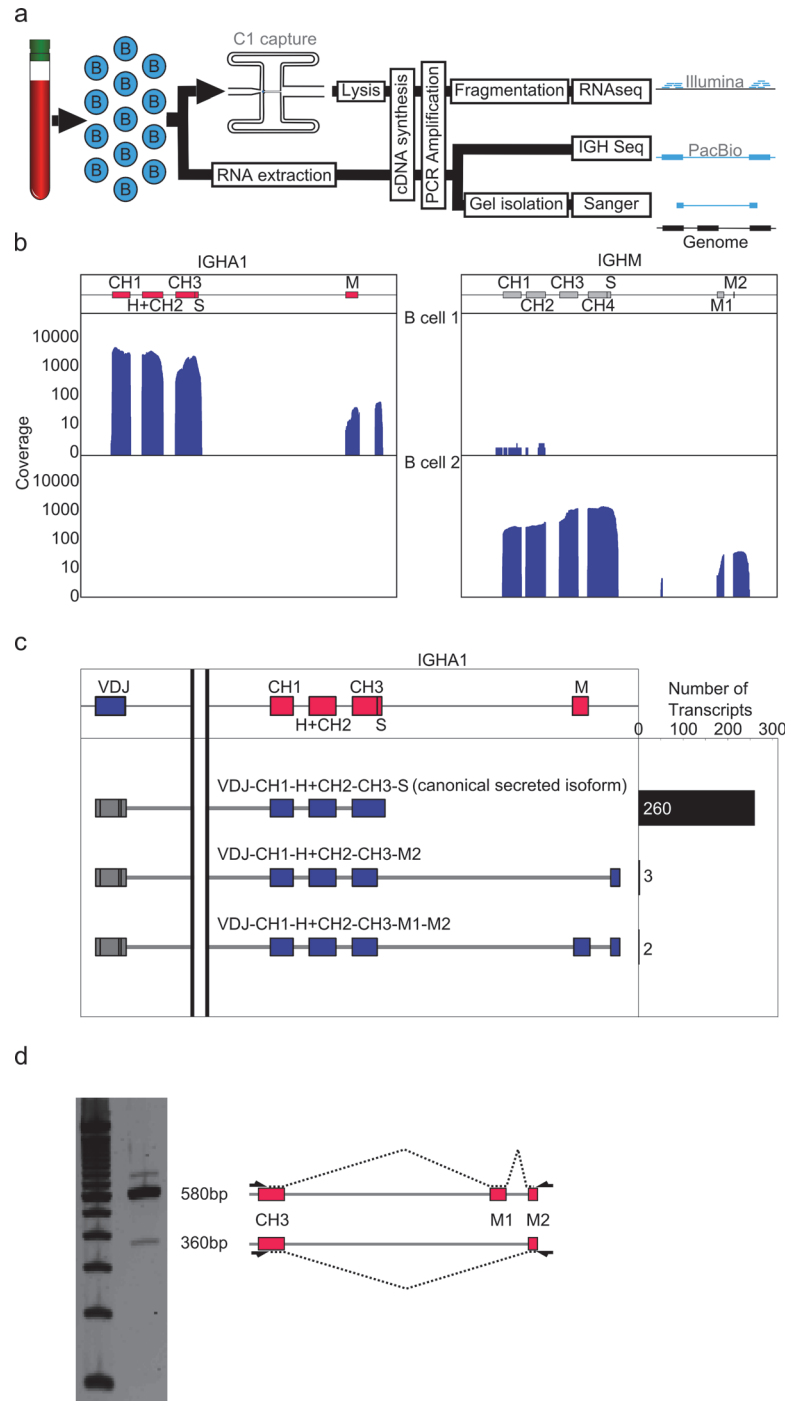 a
C1 capture
B B B B B B B B B B B B B
Lysis
cDNA synthesis
PCR Amplification
Fragmentation
RNAseq
Illumina
RNA extraction
IGH Seq
PacBio
Gel isolation
Sanger
Genome
b
IGHA1
IGHM
CH1 CH3 M
H+CH2 S
CH1 CH3 S M2
CH2 CH4 M1
B cell 1
Coverage
10000
1000
100
10
0
B cell 2
10000
1000
100
10
0
c
IGHA1
VDJ CH1 CH3 M
H+CH2 S
Number of
Transcripts
0 100 200 300
VDJ-CH1-H+CH2-CH3-S (canonical secreted isoform)
260
VDJ-CH1-H+CH2-CH3-M2
3
VDJ-CH1-H+CH2-CH3-M1-M2
2
d
580bp
CH3 M1 M2
360bp